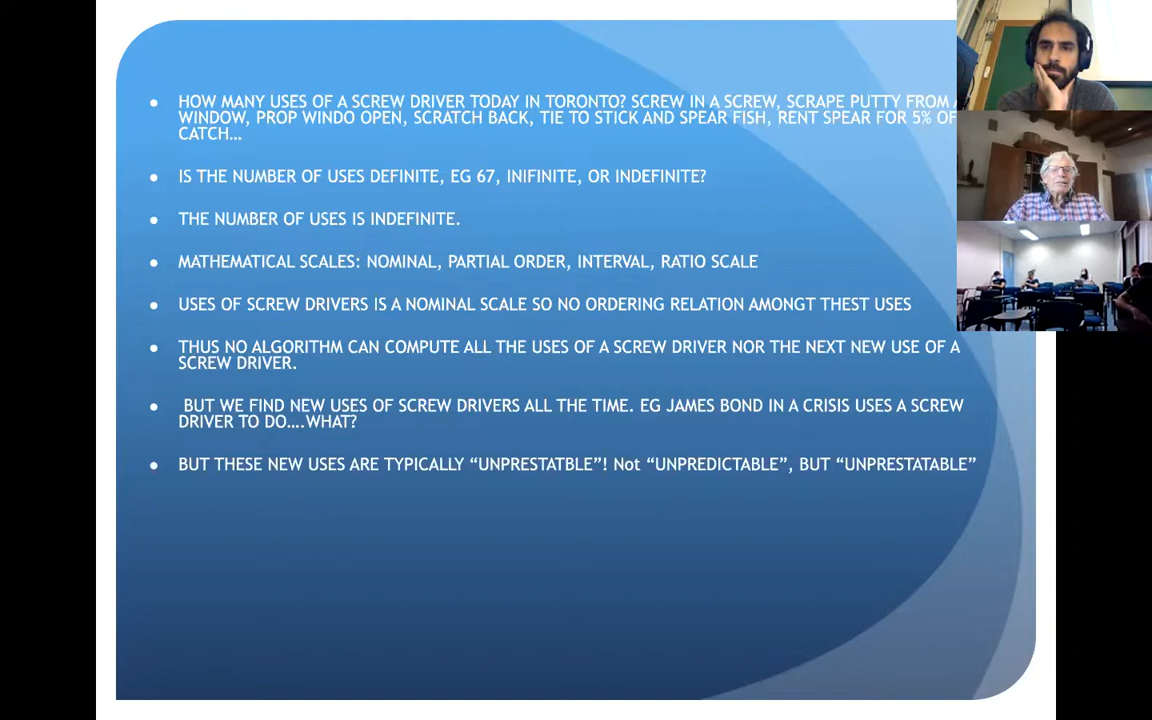 HOW MANY USES OF A SCREW DRIVER TODAY IN TORONTO? SCREW IN A SCREW, SCRAPE PUTTY FROM
WINDOW, PROP WINDO OPEN, SCRATCH BACK, TIE TO STICK AND SPEAR FISH, RENT SPEAR FOR 5% OF
CATCH…
IS THE NUMBER OF USES DEFINITE, EG 67, INIFINITE, OR INDEFINITE?
THE NUMBER OF USES IS INDEFINITE.
MATHEMATICAL SCALES: NOMINAL, PARTIAL ORDER, INTERVAL, RATIO SCALE
USES OF SCREW DRIVERS IS A NOMINAL SCALE SO NO ORDERING RELATION AMONGT THEST USES
THUS NO ALGORITHM CAN COMPUTE ALL THE USES OF A SCREW DRIVER NOR THE NEXT NEW USE OF A
SCREW DRIVER.
BUT WE FIND NEW USES OF SCREW DRIVERS ALL THE TIME. EG JAMES BOND IN A CRISIS USES A SCREW
DRIVER TO DO….WHAT?
BUT THESE NEW USES ARE TYPICALLY “UNPRESTATBLE”! Not “UNPREDICTABLE”, BUT “UNPRESTATABLE”